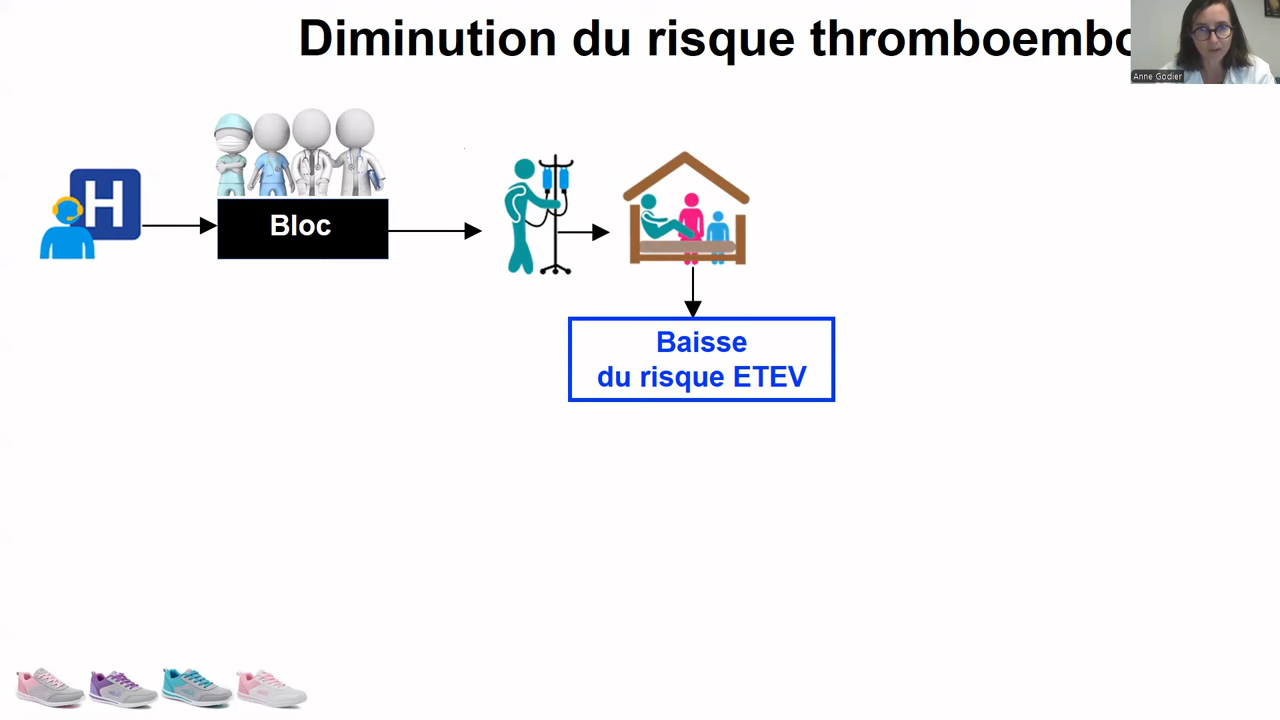 Diminution du risque thromboembo
Anne Godier
H
Bloc
Baisse
du risque ETEV